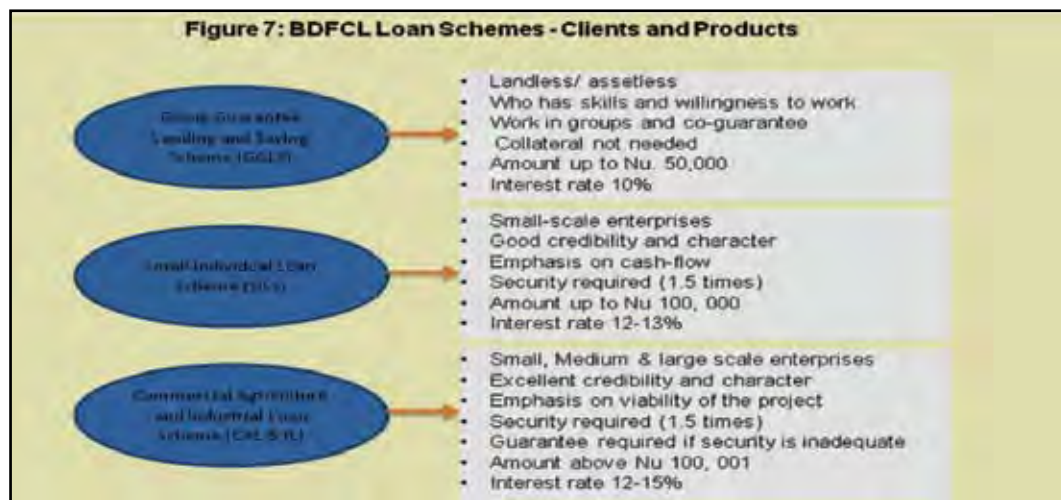 Figure 7: BDFCL Loan Schemes - Clients and Products
Group Guarantee
Lending and Saving
Scheme (GGLS)
• Landless/ assetless
• Who has skills and willingness to work
• Work in groups and co-guarantee
• Collateral not needed
• Amount up to Nu. 50,000
• Interest rate 10%
Small Individual Loan
Scheme (SILS)
• Small-scale enterprises
• Good credibility and character
• Emphasis on cash-flow
• Security required (1.5 times)
• Amount up to Nu 100, 000
• Interest rate 12-13%
Commercial Agriculture
and Industrial Loan
Scheme (CAL & IL)
• Small, Medium & large scale enterprises
• Excellent credibility and character
• Emphasis on viability of the project
• Security required (1.5 times)
• Guarantee required if security is inadequate
• Amount above Nu 100, 001
• Interest rate 12-15%